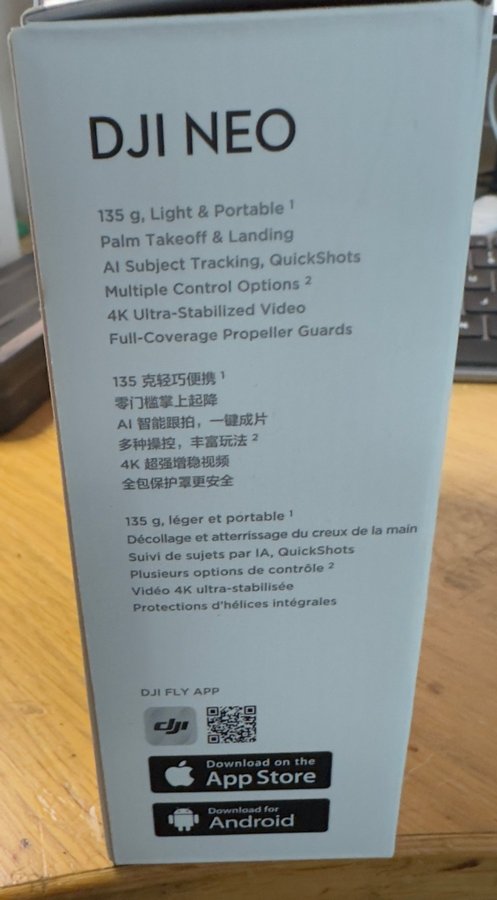 DJI NEO
135 g, Light & Portable ¹
Palm Takeoff & Landing
AI Subject Tracking, QuickShots
Multiple Control Options ²
4K Ultra-Stabilized Video
Full-Coverage Propeller Guards
135 克轻巧便携 ¹
零门槛掌上起降
AI 智能跟拍，一键成片
多种操控，丰富玩法 ²
4K 超强增稳视频
全包保护罩更安全
135 g, léger et portable ¹
Décollage et atterrissage du creux de la main
Suivi de sujets par IA, QuickShots
Plusieurs options de contrôle ²
Vidéo 4K ultra-stabilisée
Protections d'hélices intégrales
DJI FLY APP
dji
Download on the
App Store
Download for
Android